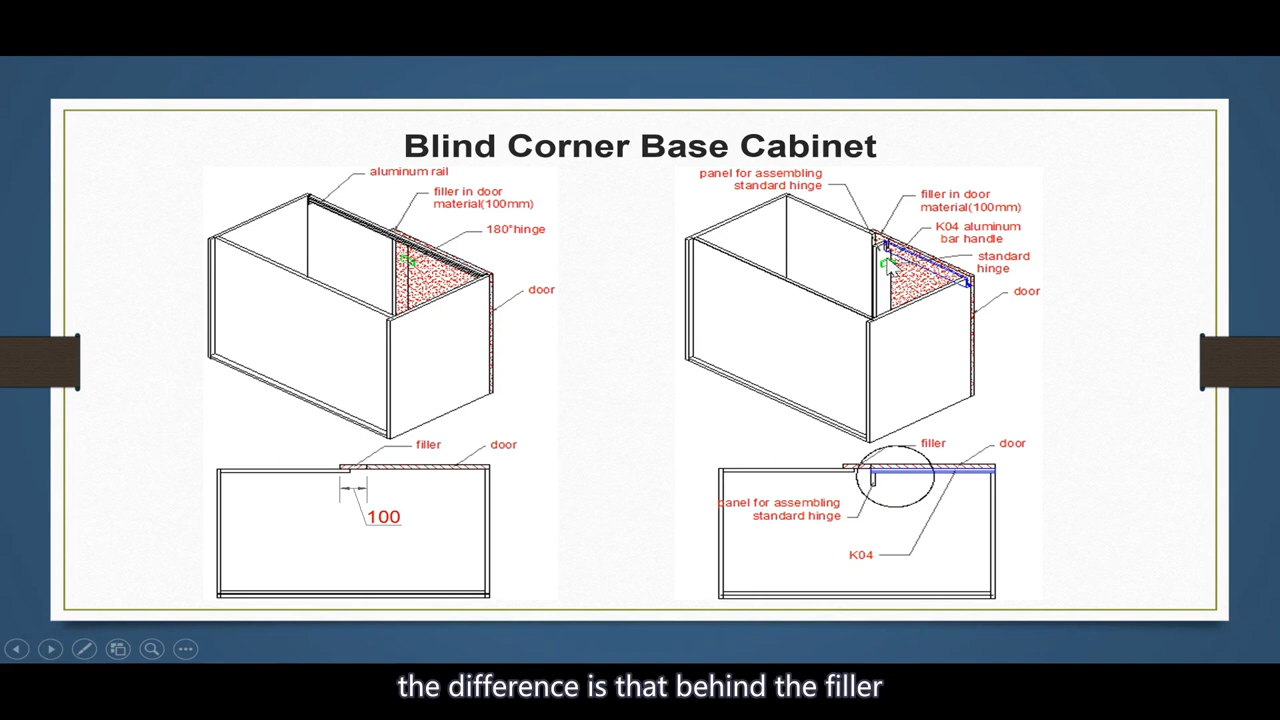 Blind Corner Base Cabinet
aluminum rail
filler in door
material(100mm)
180°hinge
door
filler
door
100
panel for assembling
standard hinge
filler in door
material(100mm)
K04 aluminum
bar handle
standard
hinge
door
filler
door
panel for assembling
standard hinge
K04
the difference is that behind the filler